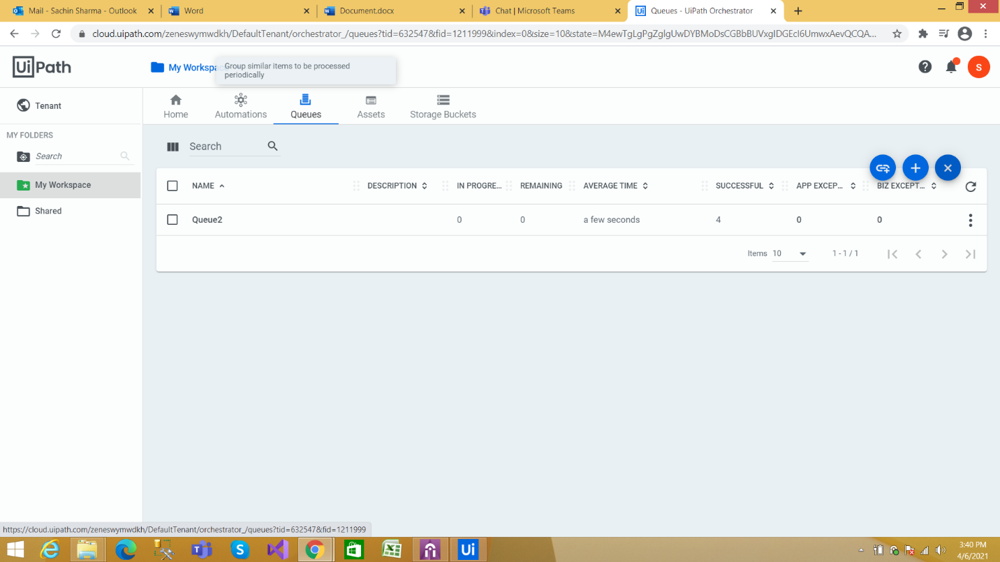 Mail - Sachin Sharma - Outlook
Word
Document.docx
Chat | Microsoft Teams
Queues - UiPath Orchestrator
cloud.uipath.com/zeneswymwdkh/DefaultTenant/orchestrator_/queues?tid=632547&fid=1211999&index=0&size=10&state=M4ewTgLgPgZglgUwDYBMoDsCGBbBUVxgIDGEcl6UmwxAevQCQA...
UiPath
My Workspac
Group similar items to be processed
periodically
S
Tenant
Home Automations Queues Assets Storage Buckets
MY FOLDERS
Search
My Workspace
Shared
Search
NAME DESCRIPTION IN PROGRE... REMAINING AVERAGE TIME SUCCESSFUL APP EXCEP... BIZ EXCEPT...
Queue2 0 0 a few seconds 4 0 0
Items 10 1 - 1 / 1
https://cloud.uipath.com/zeneswymwdkh/DefaultTenant/orchestrator_/queues?tid=632547&fid=1211999
Ui
3:40 PM
4/6/2021